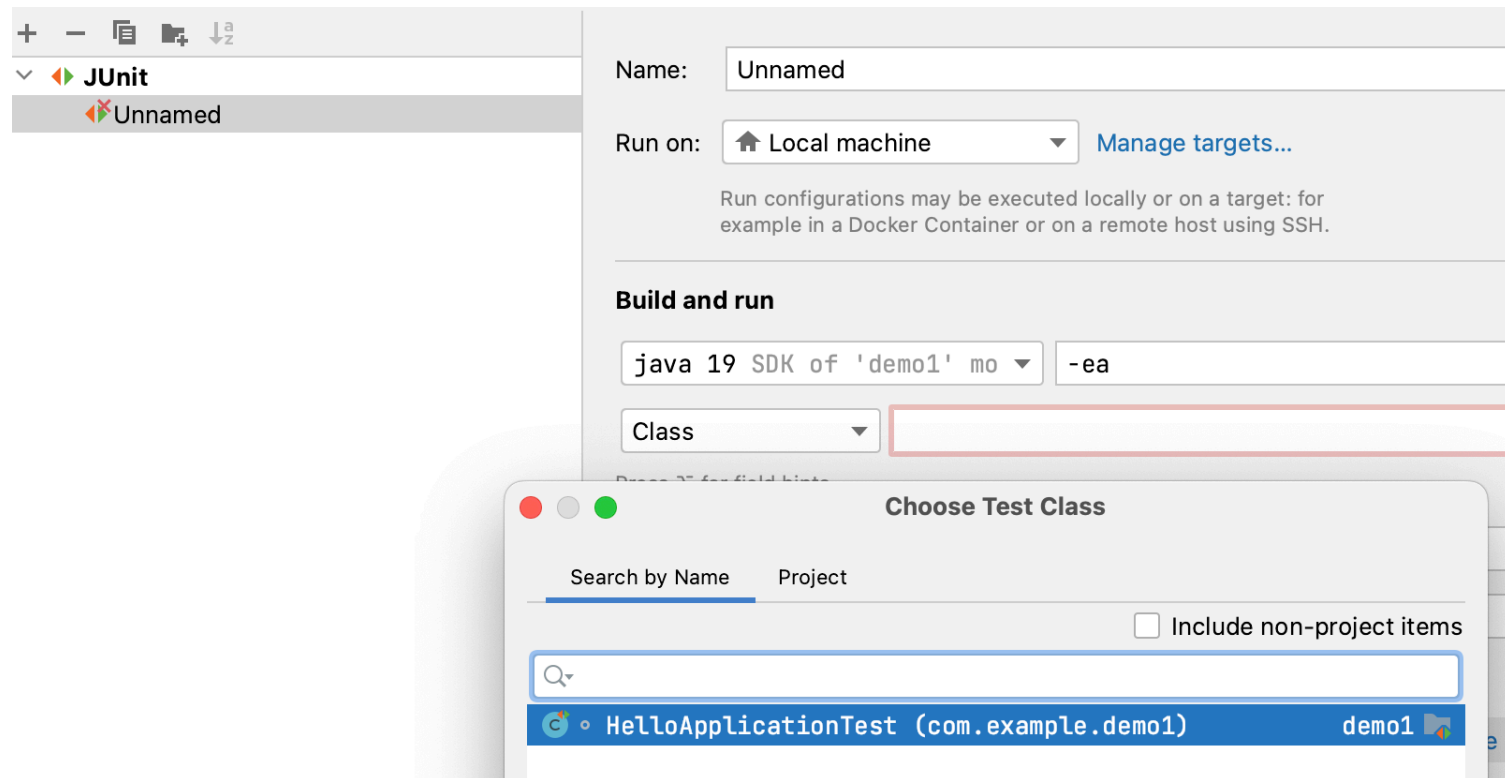 JUnit
Unnamed
Name: Unnamed
Run on: Local machine Manage targets...
Run configurations may be executed locally or on a target: for
example in a Docker Container or on a remote host using SSH.
Build and run
java 19 SDK of 'demo1' mo -ea
Class
Choose Test Class
Search by Name Project
Include non-project items
HelloApplicationTest (com.example.demo1) demo1